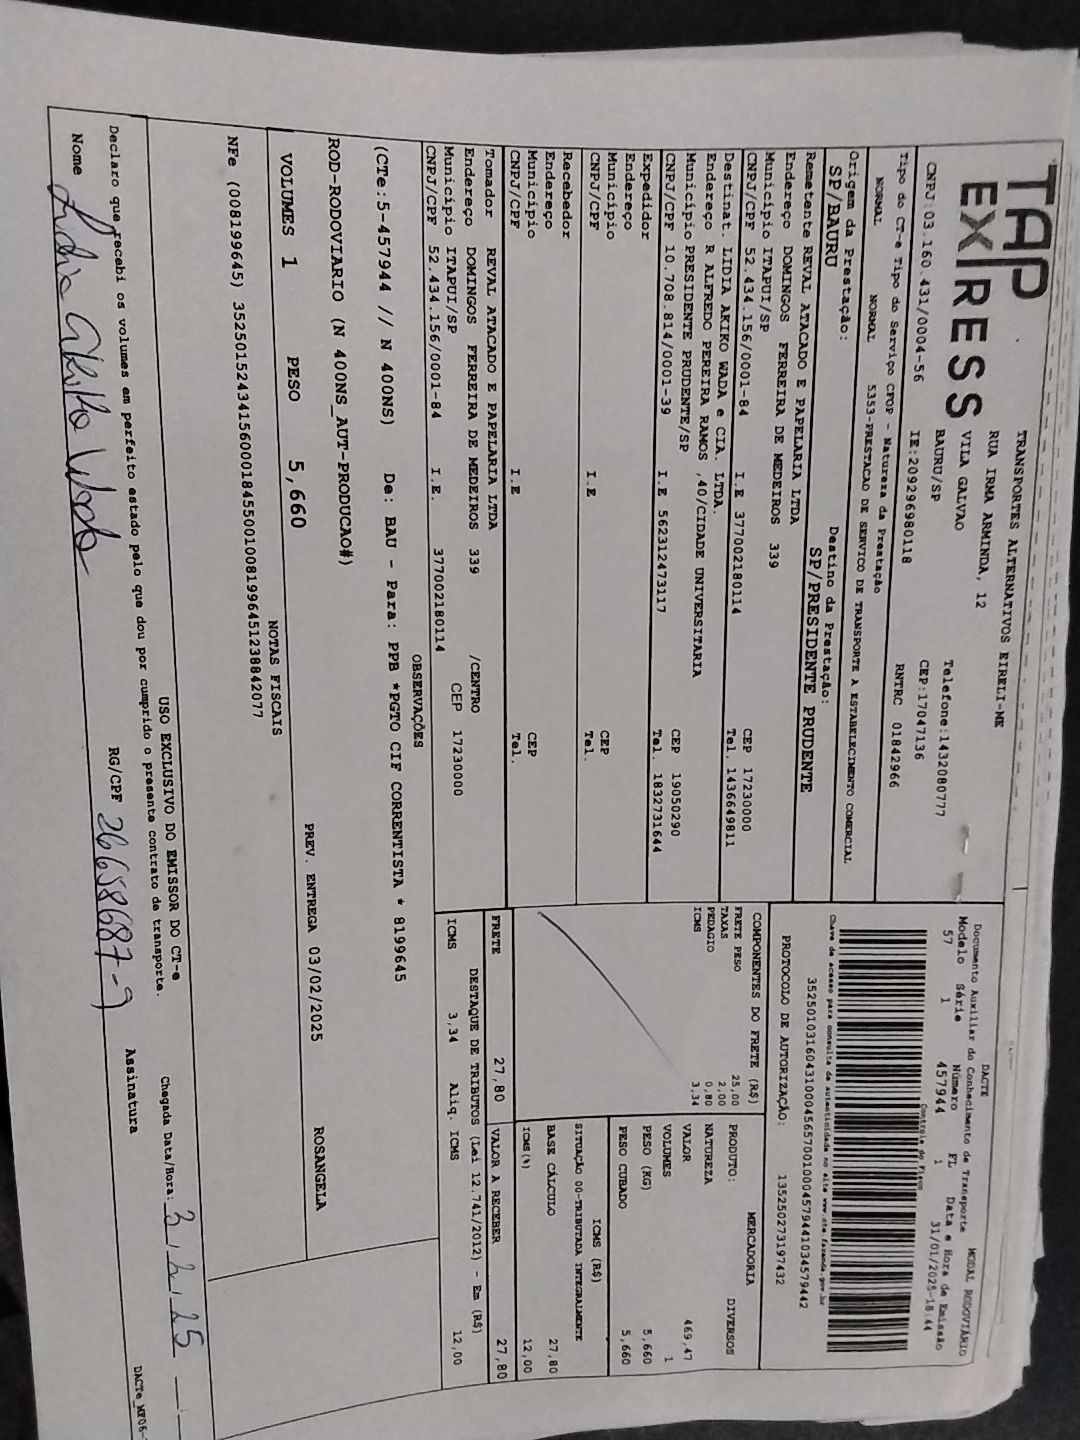 TAP
EXPRESS
TRANSPORTES ALTERNATIVOS EIRELI-ME
RUA IRMA ARMINDA, 12
VILA GALVAO Telefone:1432080777
BAURU/SP CEP:17047136
CNPJ:03.160.431/0004-56 IE:209296980118 RNTRC 01842966
Tipo do CT-e Tipo do Serviço CFOP - Natureza da Prestação
NORMAL NORMAL 5353-PRESTACAO DE SERVICO DE TRANSPORTE A ESTABELECIMENTO COMERCIAL
Origem da Prestação: Destino da Prestação:
SP/BAURU SP/PRESIDENTE PRUDENTE
Remetente REVAL ATACADO E PAPELARIA LTDA
Endereço DOMINGOS FERREIRA DE MEDEIROS 339
Município ITAPUI/SP CEP 17230000
CNPJ/CPF 52.434.156/0001-84 I.E 377002180114 Tel. 1436649811
Destinat. LIDIA AKIKO WADA e CIA. LTDA.
Endereço R ALFREDO PEREIRA RAMOS ,40/CIDADE UNIVERSITARIA
Município PRESIDENTE PRUDENTE/SP CEP 19050290
CNPJ/CPF 10.708.814/0001-39 I.E 562312473117 Tel. 1832731644
Expedidor
Endereço
Município CEP
CNPJ/CPF I.E Tel.
Recebedor
Endereço
Município CEP
CNPJ/CPF I.E Tel.
Tomador REVAL ATACADO E PAPELARIA LTDA
Endereço DOMINGOS FERREIRA DE MEDEIROS 339 /CENTRO
Município ITAPUI/SP CEP 17230000
CNPJ/CPF 52.434.156/0001-84 I.E. 377002180114
DACTE MODAL RODOVIÁRIO
Documento Auxiliar do Conhecimento de Transporte
Modelo Série Número FL Data e Hora de Emissão
57 1 457944 1 31/01/2025-18:44
Controle do Fisco
Chave de acesso para consulta de autenticidade no site www.cte.fazenda.gov.br
35250103160431000456570010004579441034579442
PROTOCOLO DE AUTORIZAÇÃO: 135250273197432
COMPONENTES DO FRETE (R$)
FRETE PESO 25,00
TAXAS 2,00
PEDAGIO 0,80
ICMS 3,34
MERCADORIA
PRODUTO: DIVERSOS
NATUREZA
VALOR 469,47
VOLUMES 1
PESO (KG) 5,660
PESO CUBADO 5,660
ICMS (R$)
SITUAÇÃO 00-TRIBUTADA INTEGRALMENTE
BASE CÁLCULO 27,80
ICMS(%) 12,00
FRETE 27,80 VALOR A RECEBER 27,80
DESTAQUE DE TRIBUTOS (Lei 12.741/2012) - Em (R$)
ICMS 3,34 Aliq. ICMS 12,00
OBSERVAÇÕES
(CTe:5-457944 // N 400NS) De: BAU - Para: PPB *PGTO CIF CORRENTISTA * 8199645
ROD-RODOVIARIO (N 400NS_AUT-PRODUCAO#)
PREV. ENTREGA 03/02/2025 ROSANGELA
VOLUMES 1 PESO 5,660
NOTAS FISCAIS
NFe (008199645) 35250152434156000184550010081996451238842077
USO EXCLUSIVO DO EMISSOR DO CT-e
Declaro que recebi os volumes em perfeito estado pelo que dou por cumprido o presente contrato de transporte.
Chegada Data/Hora: 3/2/25
Nome Lidia Akiko Wada RG/CPF 26658687-9 Assinatura